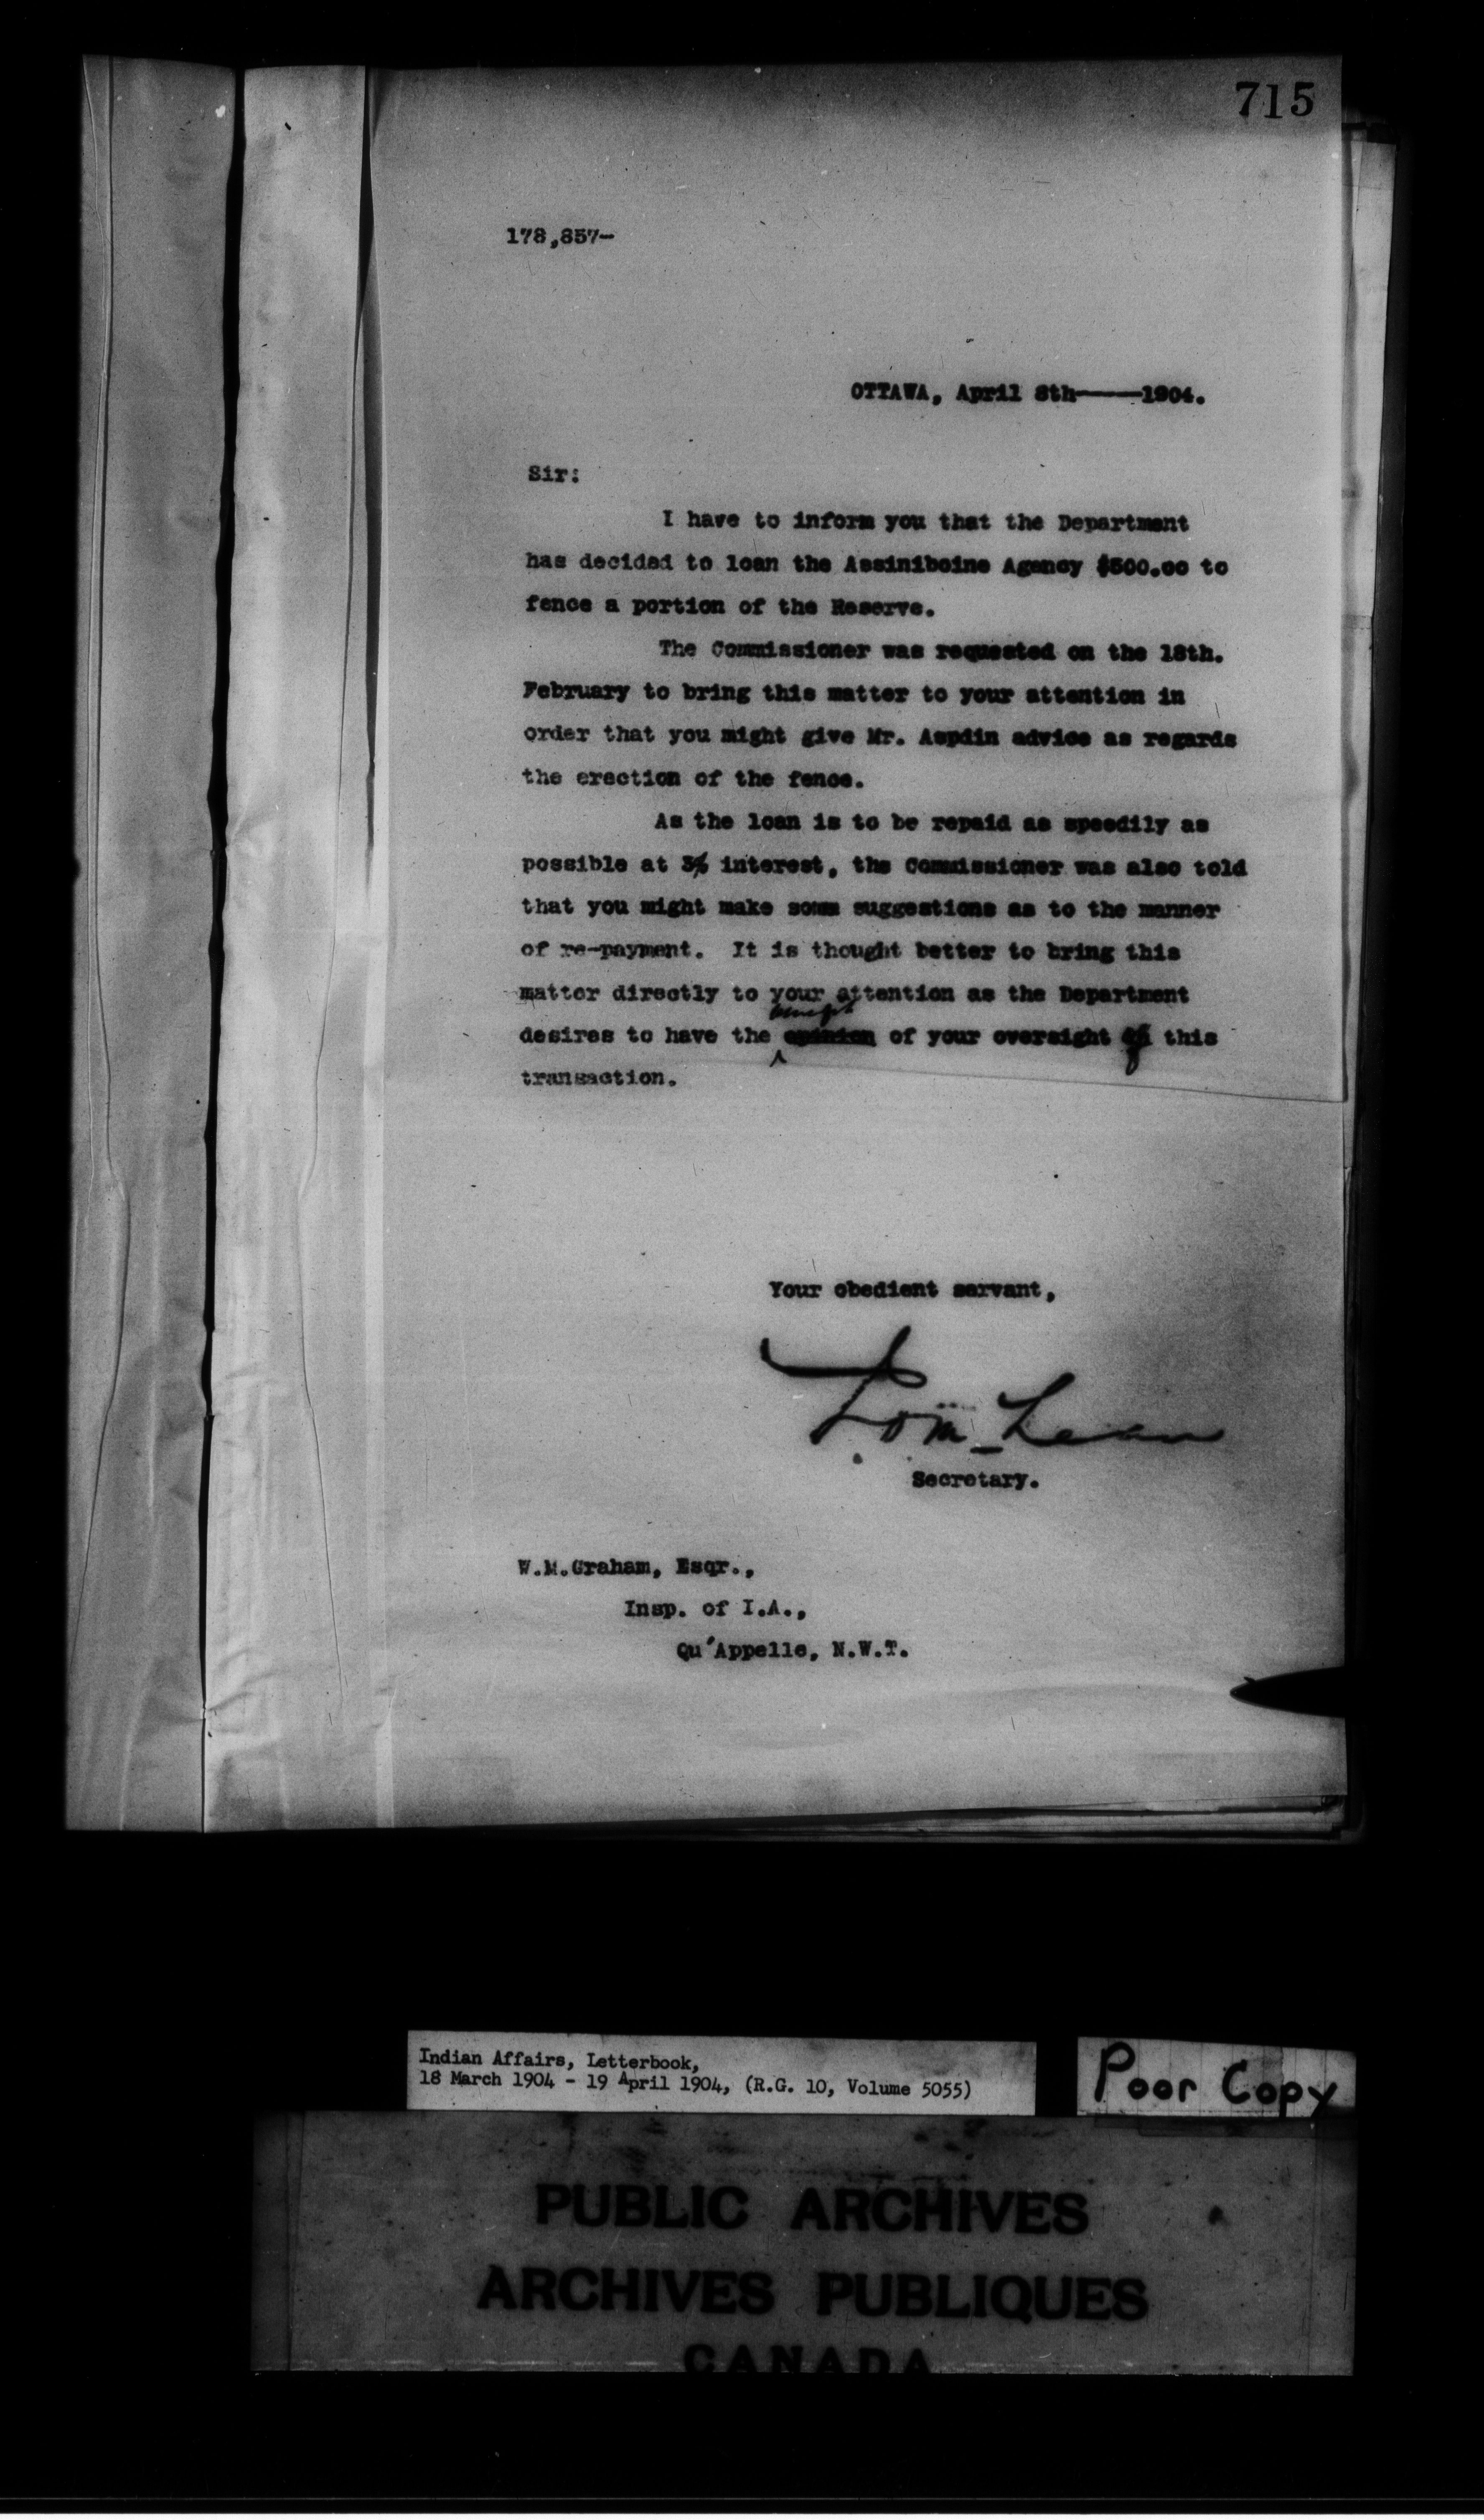 715
178,857-
OTTAWA, April 8th-----1904.
Sir:
I have to inform you that the Department
has decided to loan the Assiniboine Agency $500.00 to
fence a portion of the Reserve.
The Commissioner was requested on the 18th.
February to bring this matter to your attention in
order that you might give Mr. Aspdin advice as regards
the erection of the fence.
As the loan is to be repaid as speedily as
possible at 3% interest, the Commissioner was also told
that you might make some suggestions as to the manner
of re-payment. It is thought better to bring this
matter directly to your attention as the Department
benefit
desires to have the opinion of your oversight of this
transaction.
Your obedient servant,
Secretary.
W.M.Graham, Esqr.,
Insp. of I.A.,
Qu'Appelle, N.W.T.
Indian Affairs, Letterbook,
18 March 1904 - 19 April 1904, (R.G. 10, Volume 5055)
Poor Copy
PUBLIC ARCHIVES
ARCHIVES PUBLIQUES
CANADA